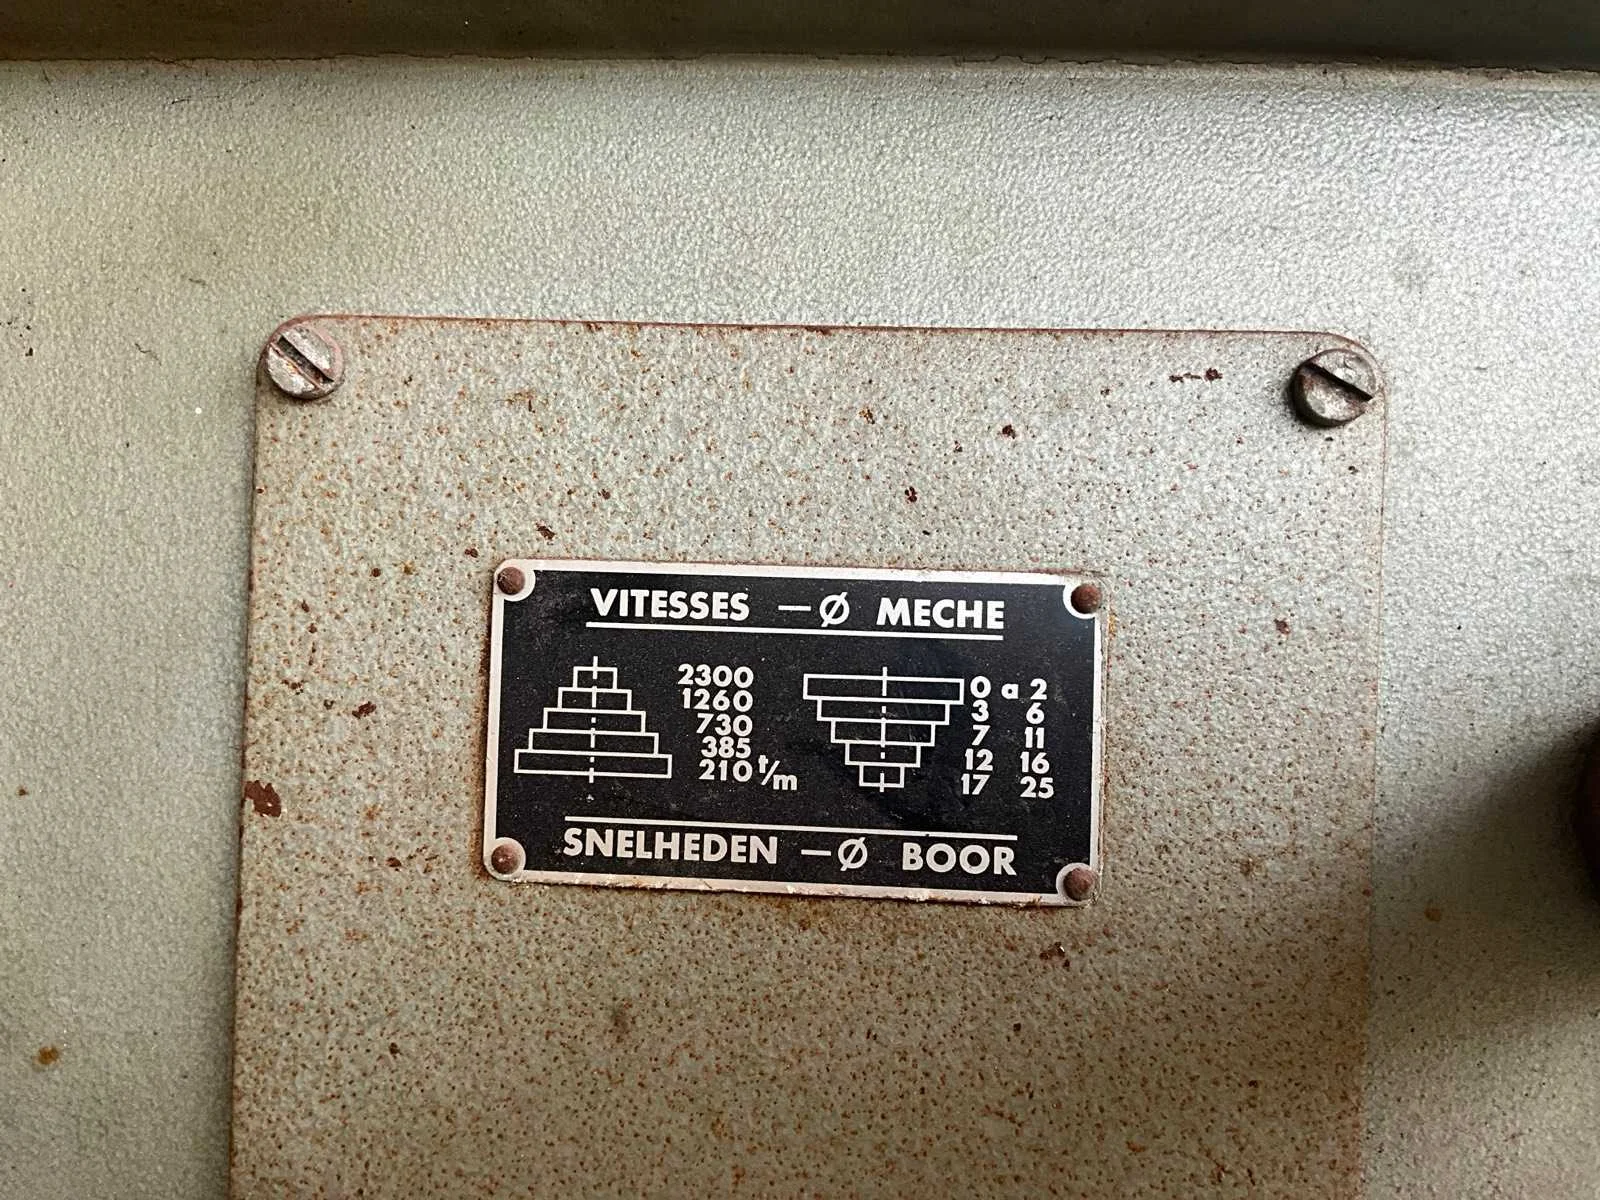 VITESSES — Ø MECHE
2300 0 a 2
1260 3 6
730 7 11
385 12 16
210 t/m 17 25
SNELHEDEN — Ø BOOR